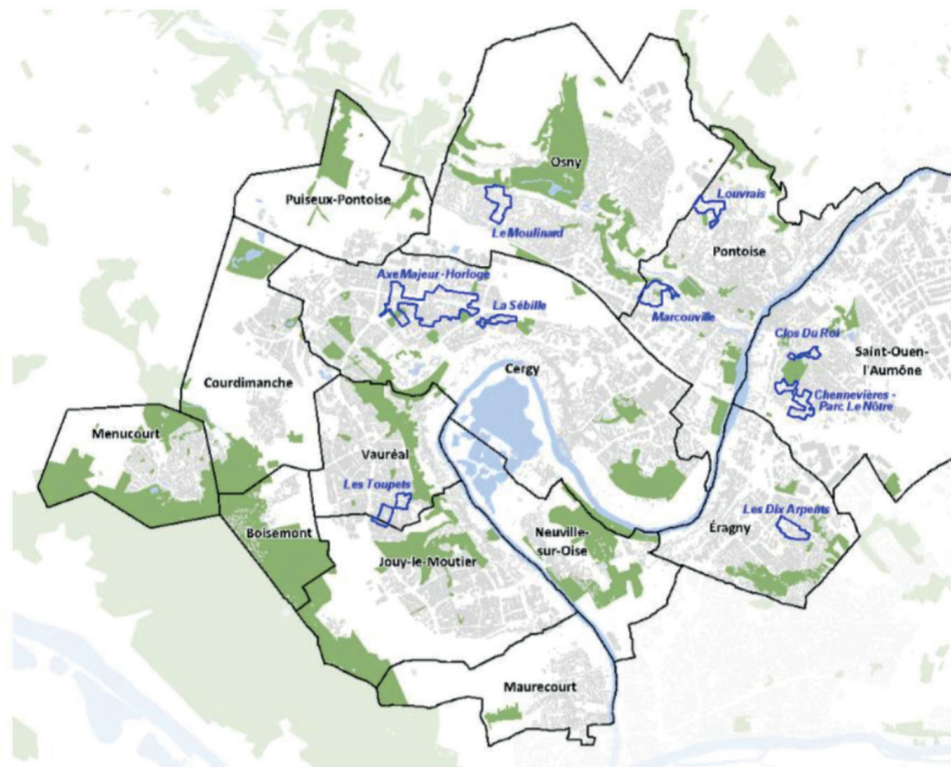 Osny
Puiseux-Pontoise
Louvrais
Le Moulinard
Pontoise
Axe Majeur - Horloge
La Sébille
Marcouville
Clos Du Roi
Saint-Ouen-
l'Aumône
Cergy
Courdimanche
Chennevières -
Parc Le Nôtre
Menucourt
Vauréal
Les Toupets
Les Dix Arpents
Éragny
Boisemont
Neuville-
sur-Oise
Jouy-le-Moutier
Maurecourt